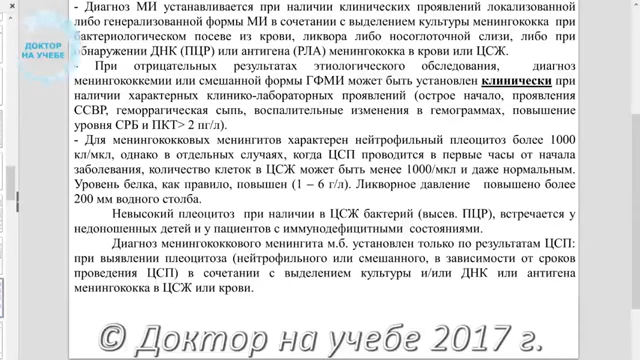 - Диагноз МИ устанавливается при наличии клинических проявлений локализованной
либо генерализованной формы МИ в сочетании с выделением культуры менингококка при
бактериологическом посеве из крови, ликвора либо носоглоточной слизи, либо при
обнаружении ДНК (ПЦР) или антигена (РЛА) менингококка в крови или ЦСЖ.
ДОКТОР
НА УЧЕБЕ
- При отрицательных результатах этиологического обследования, диагноз
менингококкемии или смешанной формы ГФМИ может быть установлен клинически при
наличии характерных клинико-лабораторных проявлений (острое начало, проявления
ССВР, геморрагическая сыпь, воспалительные изменения в гемограммах, повышение
уровня СРБ и ПКТ> 2 пг/л).
- Для менингококковых менингитов характерен нейтрофильный плеоцитоз более 1000
кл/мкл, однако в отдельных случаях, когда ЦСП проводится в первые часы от начала
заболевания, количество клеток в ЦСЖ может быть менее 1000/мкл и даже нормальным.
Уровень белка, как правило, повышен (1 – 6 г/л). Ликворное давление повышено более
200 мм водного столба.
Невысокий плеоцитоз при наличии в ЦСЖ бактерий (высев. ПЦР), встречается у
недоношенных детей и у пациентов с иммунодефицитными состояниями.
Диагноз менингококкового менингита м.б. установлен только по результатам ЦСП:
при выявлении плеоцитоза (нейтрофильного или смешанного, в зависимости от сроков
проведения ЦСП) в сочетании с выделением культуры и/или ДНК или антигена
менингококка в ЦСЖ или крови.
© Доктор на учебе 2017 г.